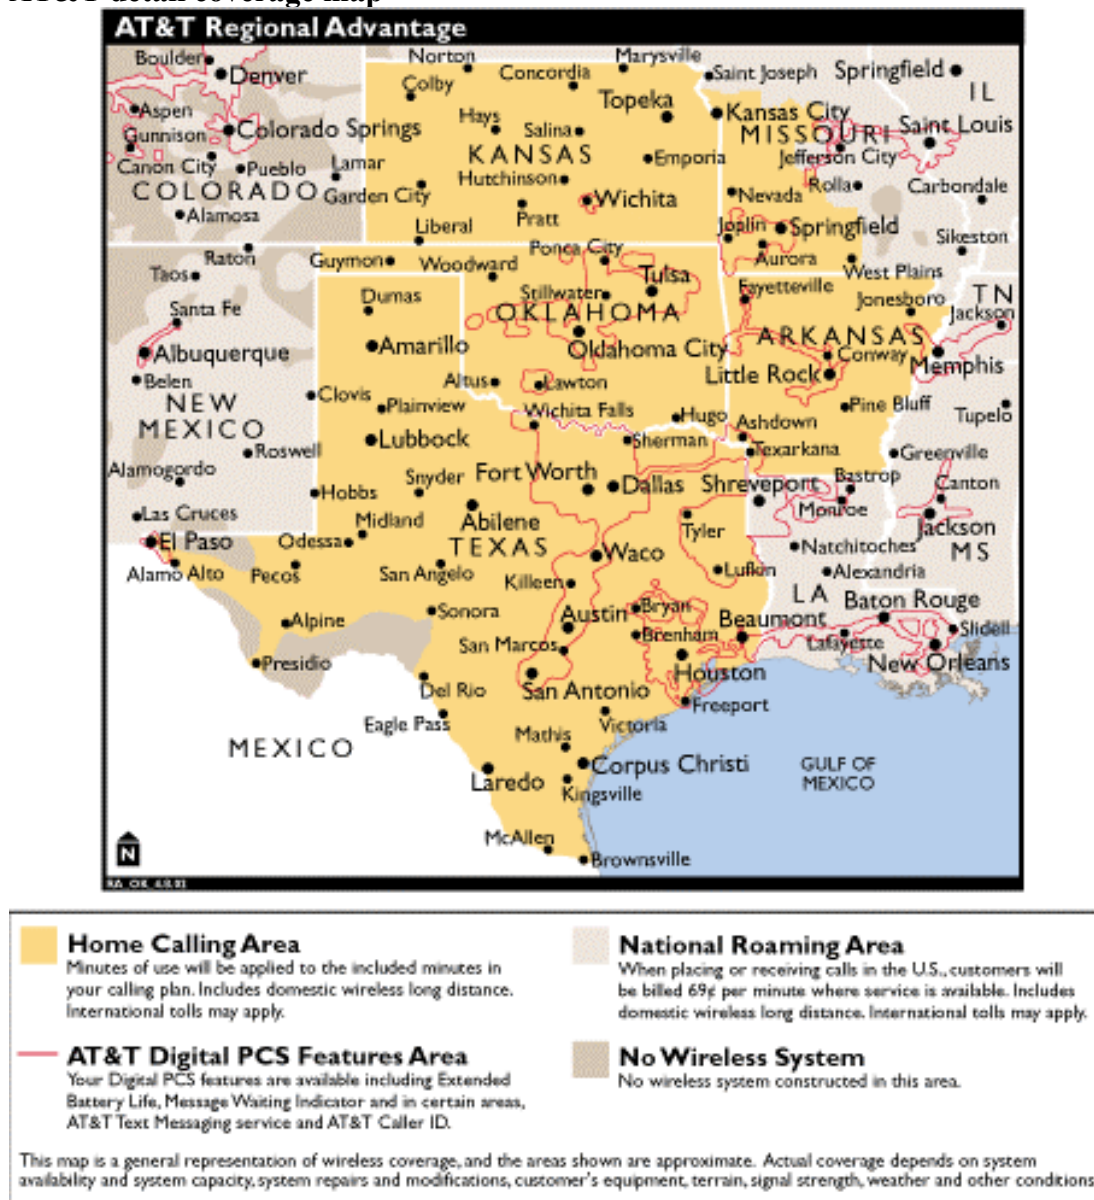 AT&T detail coverage map
AT&T Regional Advantage
Boulder
Denver
Norton
Marysville
Colby
Concordia
Saint Joseph
Springfield
IL
Topeka
Kansas City
Aspen
Gunnison
Colorado Springs
Hays
Salina
MISSOURI
Saint Louis
KANSAS
Emporia
Jefferson City
Canon City
Pueblo
Lamar
Hutchinson
Rolla
Carbondale
COLORADO
Garden City
Wichita
Nevada
Alamosa
Pratt
Liberal
Joplin
Springfield
Sikeston
Raton
Guymon
Woodward
Ponca City
Aurora
West Plains
Taos
Tulsa
Fayetteville
Jonesboro
TN
Dumas
Stillwater
Jackson
Santa Fe
OKLAHOMA
ARKANSAS
Albuquerque
Amarillo
Oklahoma City
Conway
Memphis
Belen
Altus
Lawton
Little Rock
NEW
MEXICO
Clovis
Plainview
Wichita Falls
Hugo
Ashdown
Pine Bluff
Tupelo
Roswell
Lubbock
Sherman
Texarkana
Greenville
Alamogordo
Snyder
Fort Worth
Dallas
Shreveport
Bastrop
Canton
Hobbs
Monroe
Las Cruces
Midland
Abilene
Tyler
Jackson
MS
El Paso
Odessa
TEXAS
Waco
Natchitoches
Alamo Alto
Pecos
San Angelo
Killeen
Lufkin
Alexandria
LA
Baton Rouge
Alpine
Sonora
Austin
Bryan
Beaumont
San Marcos
Brenham
Lafayette
Slidell
Presidio
Houston
New Orleans
Del Rio
San Antonio
Freeport
Eagle Pass
Victoria
MEXICO
Mathis
Corpus Christi
GULF OF
MEXICO
Laredo
Kingsville
McAllen
N
Brownsville
Home Calling Area
Minutes of use will be applied to the included minutes in
your calling plan. Includes domestic wireless long distance.
International tolls may apply.
National Roaming Area
When placing or receiving calls in the U.S., customers will
be billed 69¢ per minute where service is available. Includes
domestic wireless long distance. International tolls may apply.
AT&T Digital PCS Features Area
Your Digital PCS features are available including Extended
Battery Life, Message Waiting Indicator and in certain areas,
AT&T Text Messaging service and AT&T Caller ID.
No Wireless System
No wireless system constructed in this area.
This map is a general representation of wireless coverage, and the areas shown are approximate. Actual coverage depends on system
availability and system capacity, system repairs and modifications, customer's equipment, terrain, signal strength, weather and other conditions